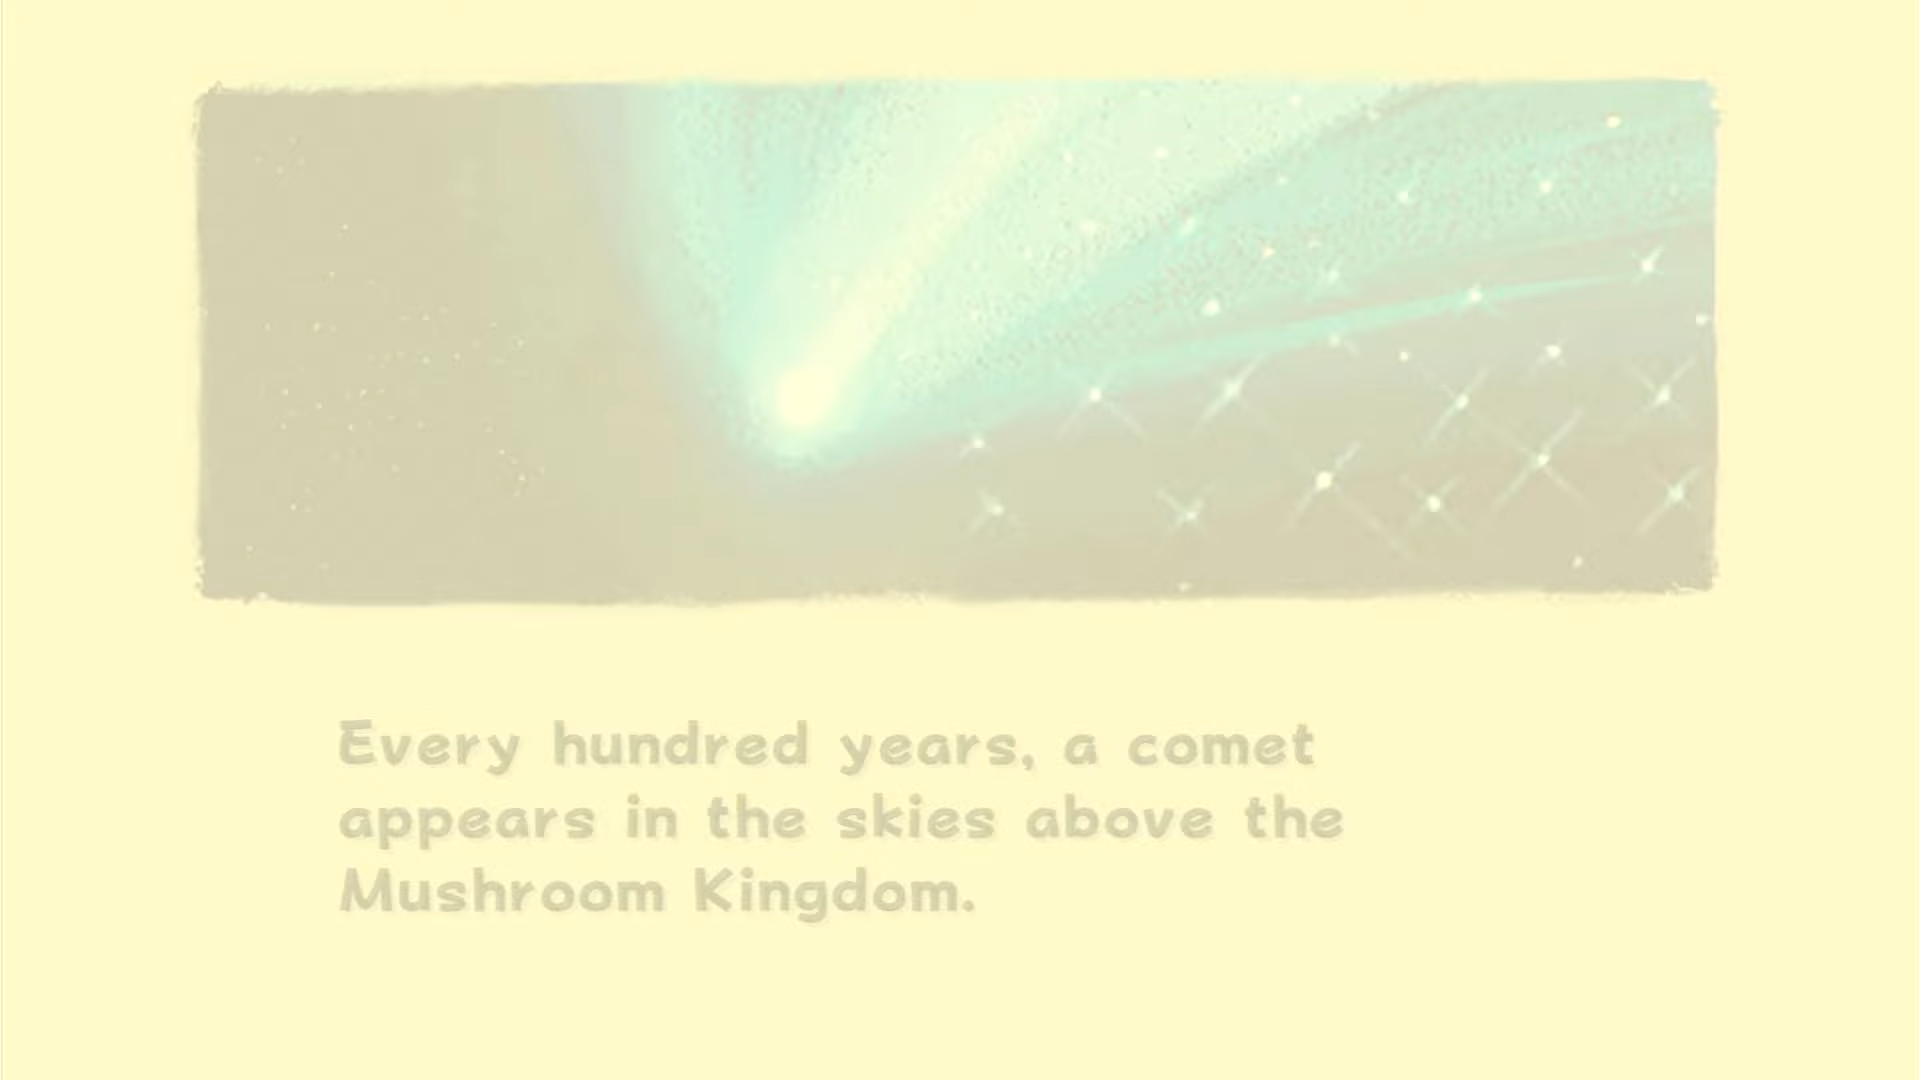 Every hundred years, a comet
appears in the skies above the
Mushroom Kingdom.